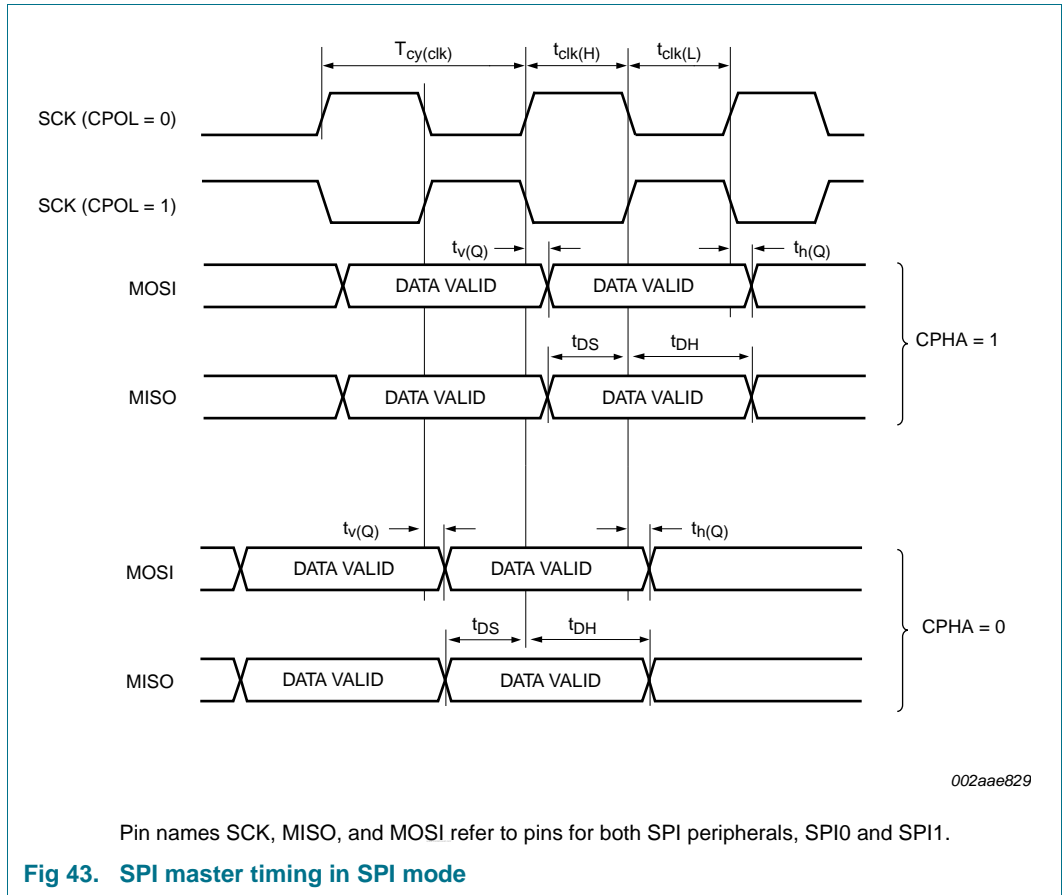 Tcy(clk) tclk(H) tclk(L)
SCK (CPOL = 0)
SCK (CPOL = 1)
tv(Q) th(Q)
MOSI DATA VALID DATA VALID
CPHA = 1
tDS tDH
MISO DATA VALID DATA VALID
tv(Q) th(Q)
MOSI DATA VALID DATA VALID
CPHA = 0
tDS tDH
MISO DATA VALID DATA VALID
002aae829
Pin names SCK, MISO, and MOSI refer to pins for both SPI peripherals, SPI0 and SPI1.
Fig 43. SPI master timing in SPI mode